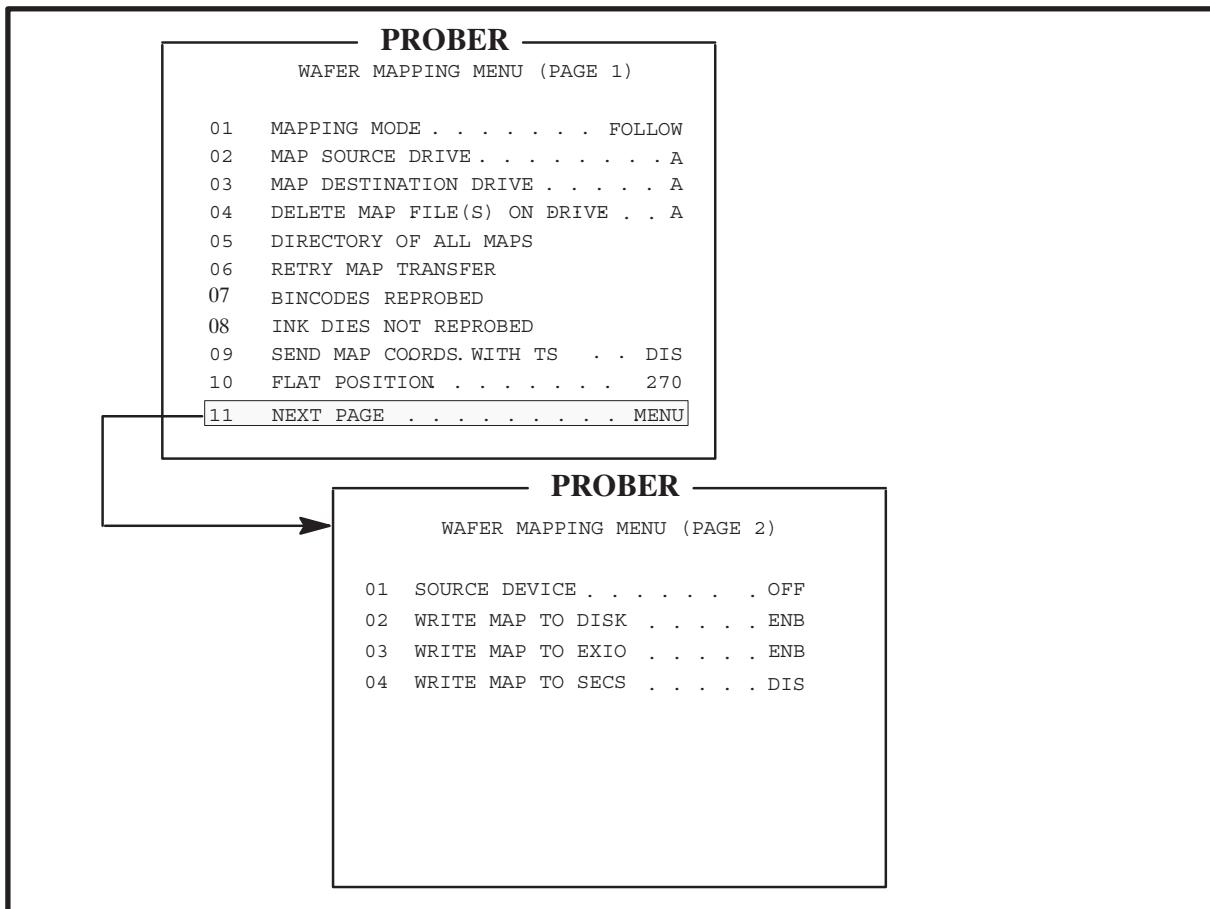 PROBER
WAFER MAPPING MENU (PAGE 1)
01 MAPPING MODE . . . . . . . FOLLOW
02 MAP SOURCE DRIVE . . . . . . . . A
03 MAP DESTINATION DRIVE . . . . . A
04 DELETE MAP FILE(S) ON DRIVE . . A
05 DIRECTORY OF ALL MAPS
06 RETRY MAP TRANSFER
07 BINCODES REPROBED
08 INK DIES NOT REPROBED
09 SEND MAP COORDS. WITH TS . . DIS
10 FLAT POSITION . . . . . . . 270
11 NEXT PAGE . . . . . . . . . MENU
PROBER
WAFER MAPPING MENU (PAGE 2)
01 SOURCE DEVICE . . . . . . . OFF
02 WRITE MAP TO DISK . . . . . ENB
03 WRITE MAP TO EXIO . . . . . ENB
04 WRITE MAP TO SECS . . . . . DIS